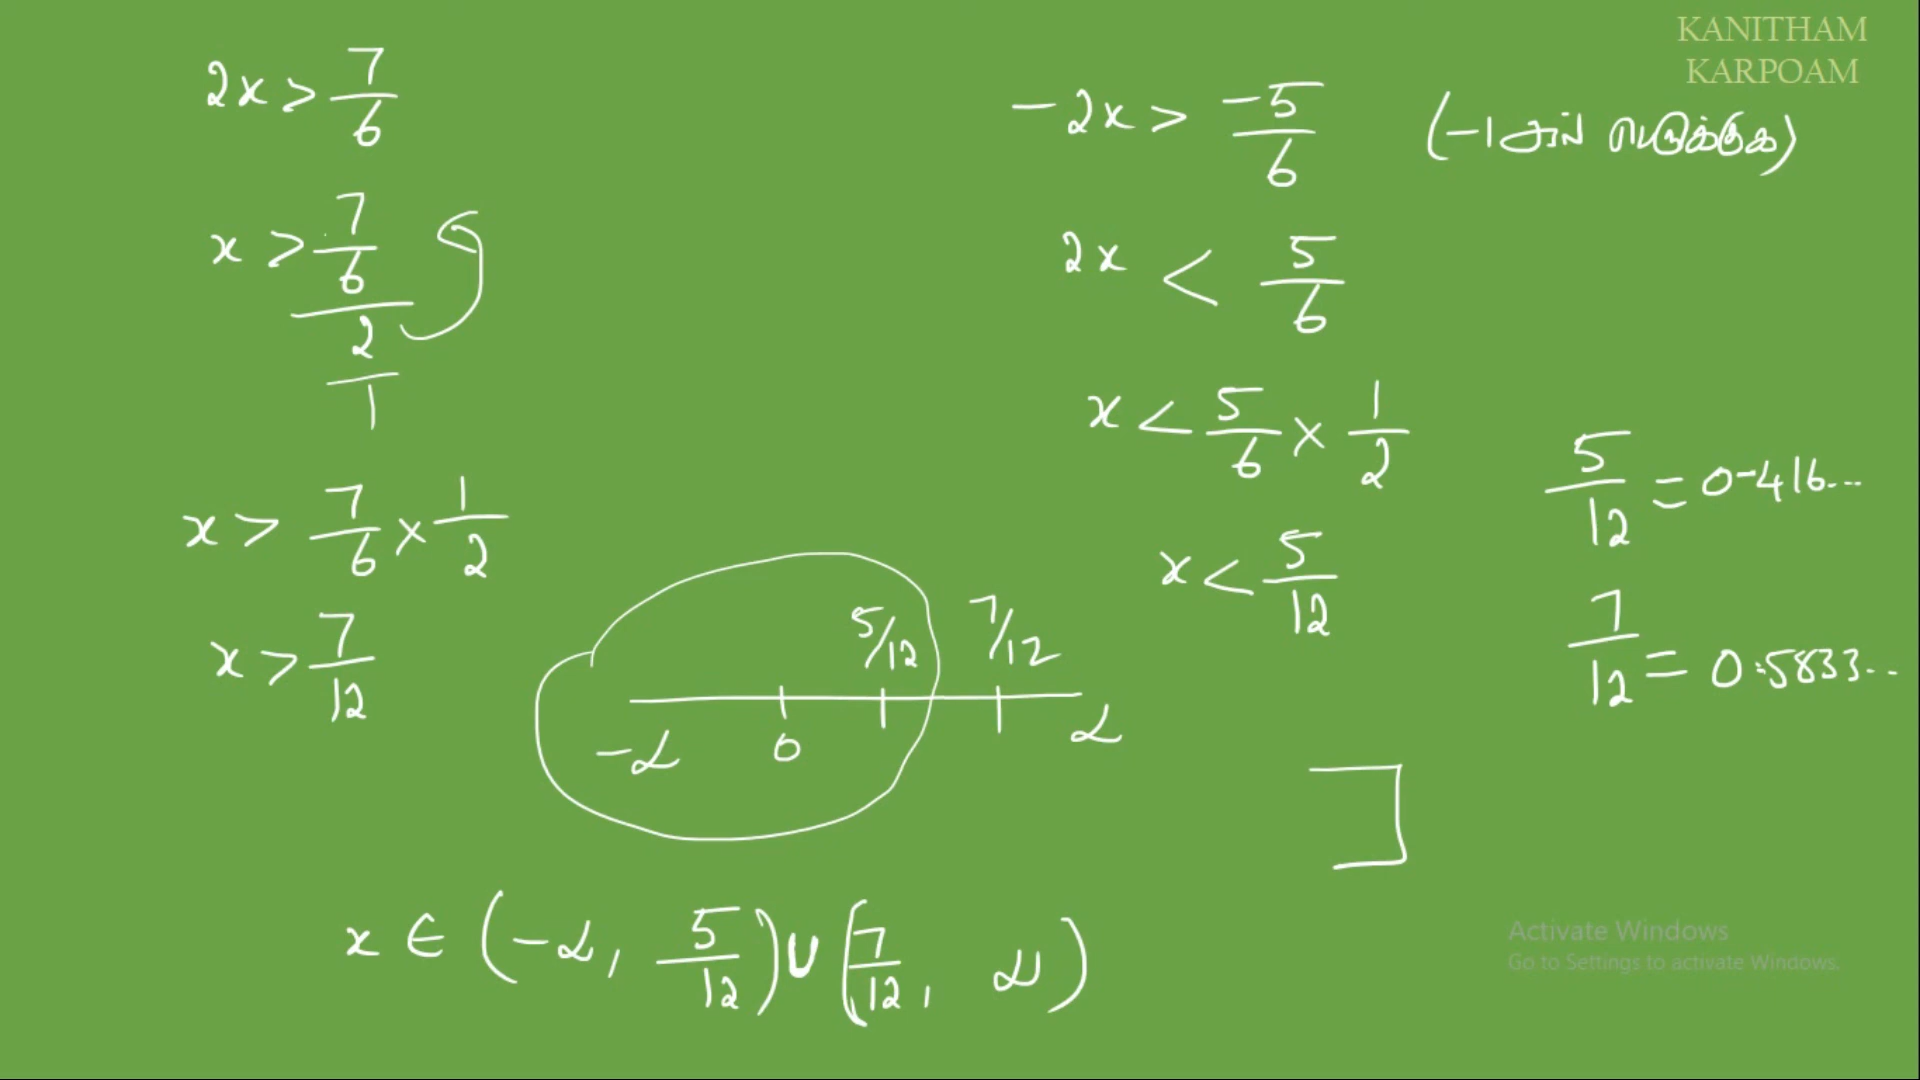 KANITHAM
KARPOAM
2x > 7/6
x > 7/6 / 2/1
x > 7/6 × 1/2
x > 7/12
-2x > -5/6 (-1 ஆல் பெருக்குக)
2x < 5/6
x < 5/6 × 1/2
x < 5/12
5/12 = 0.416...
7/12 = 0.5833...
5/12 7/12
-∞ 0 ∞
]
x ∈ (-∞, 5/12) ∪ (7/12, ∞)
Activate Windows
Go to Settings to activate Windows.